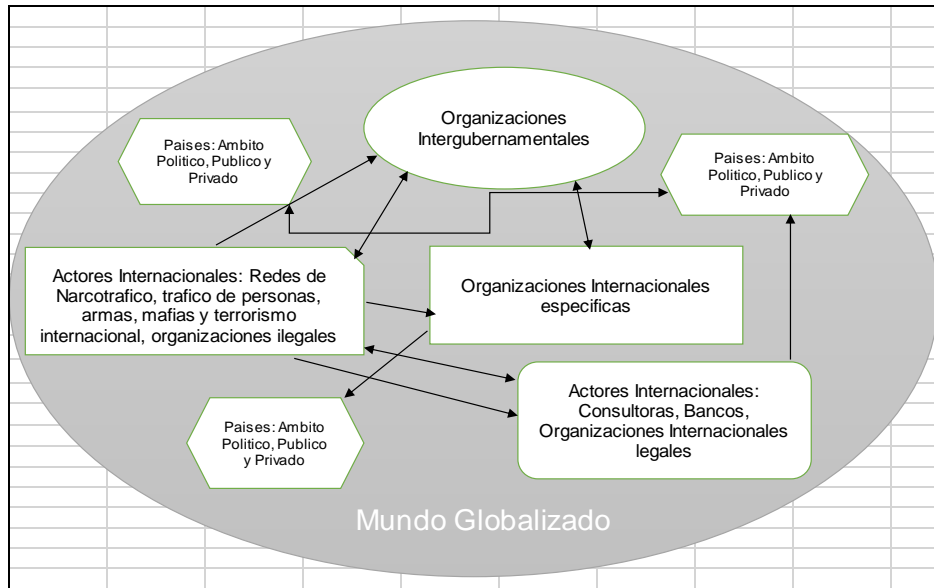 Organizaciones
Intergubernamentales
Paises: Ambito
Politico, Publico y
Privado
Paises: Ambito
Politico, Publico y
Privado
Actores Internacionales: Redes de
Narcotrafico, trafico de personas,
armas, mafias y terrorismo
internacional, organizaciones ilegales
Organizaciones Internacionales
especificas
Actores Internacionales:
Consultoras, Bancos,
Organizaciones Internacionales
legales
Paises: Ambito
Politico, Publico
y Privado
Mundo Globalizado